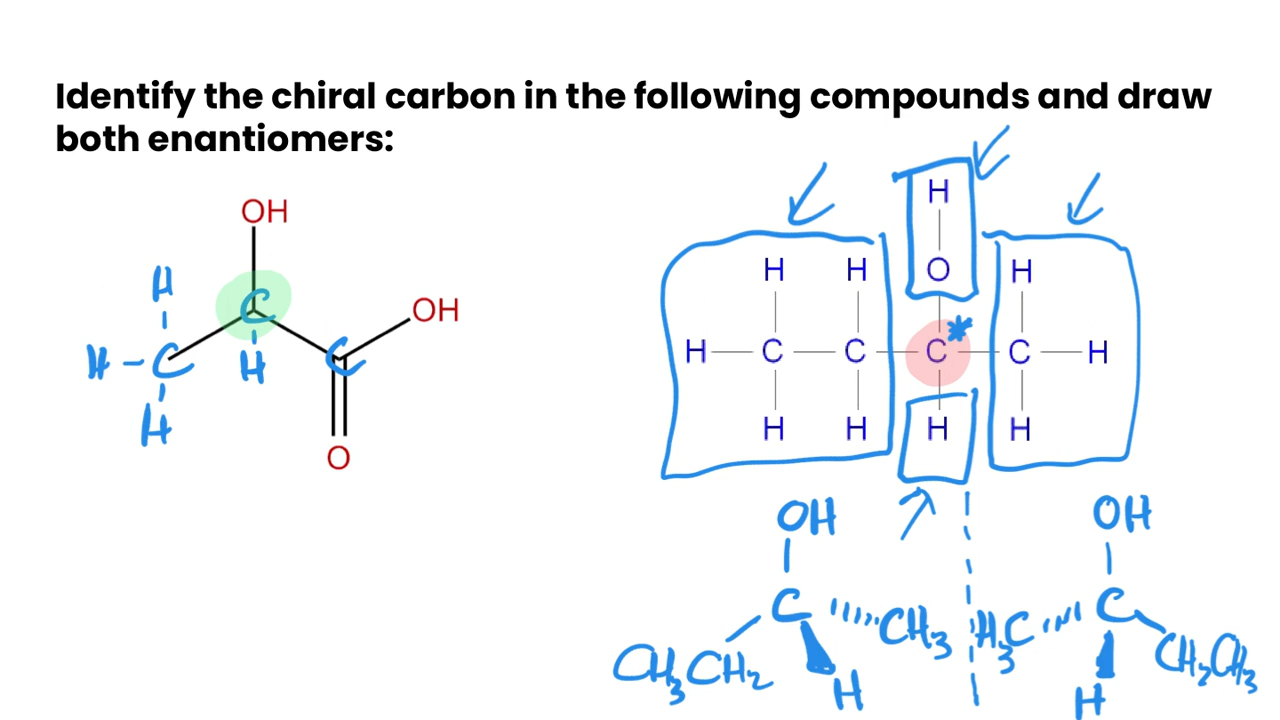 Identify the chiral carbon in the following compounds and draw
both enantiomers:
OH
H
C
OH
H - C
H
C
H
O
H
H H O H
H C C C * C H
H H H H
OH OH
C CH3 H3C C
CH3CH2 H H CH2CH3